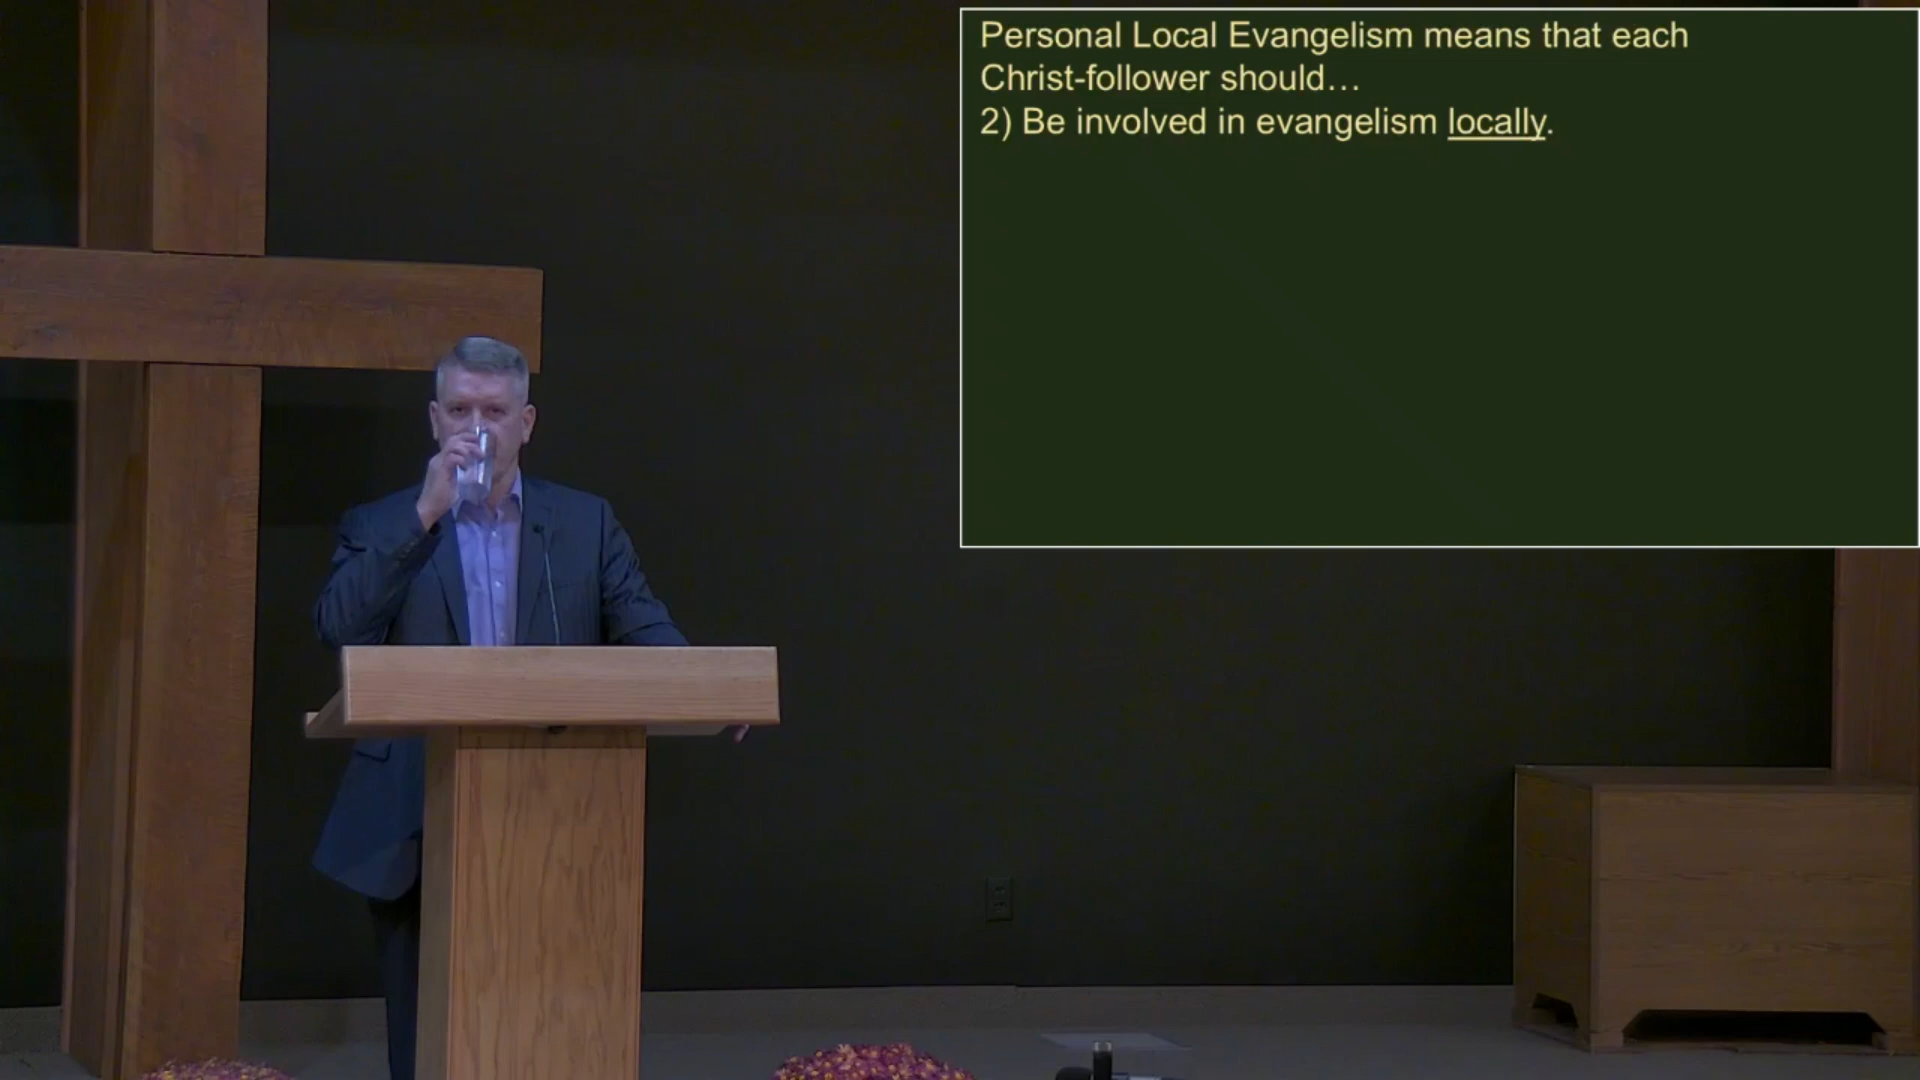 Personal Local Evangelism means that each
Christ-follower should…
2) Be involved in evangelism locally.